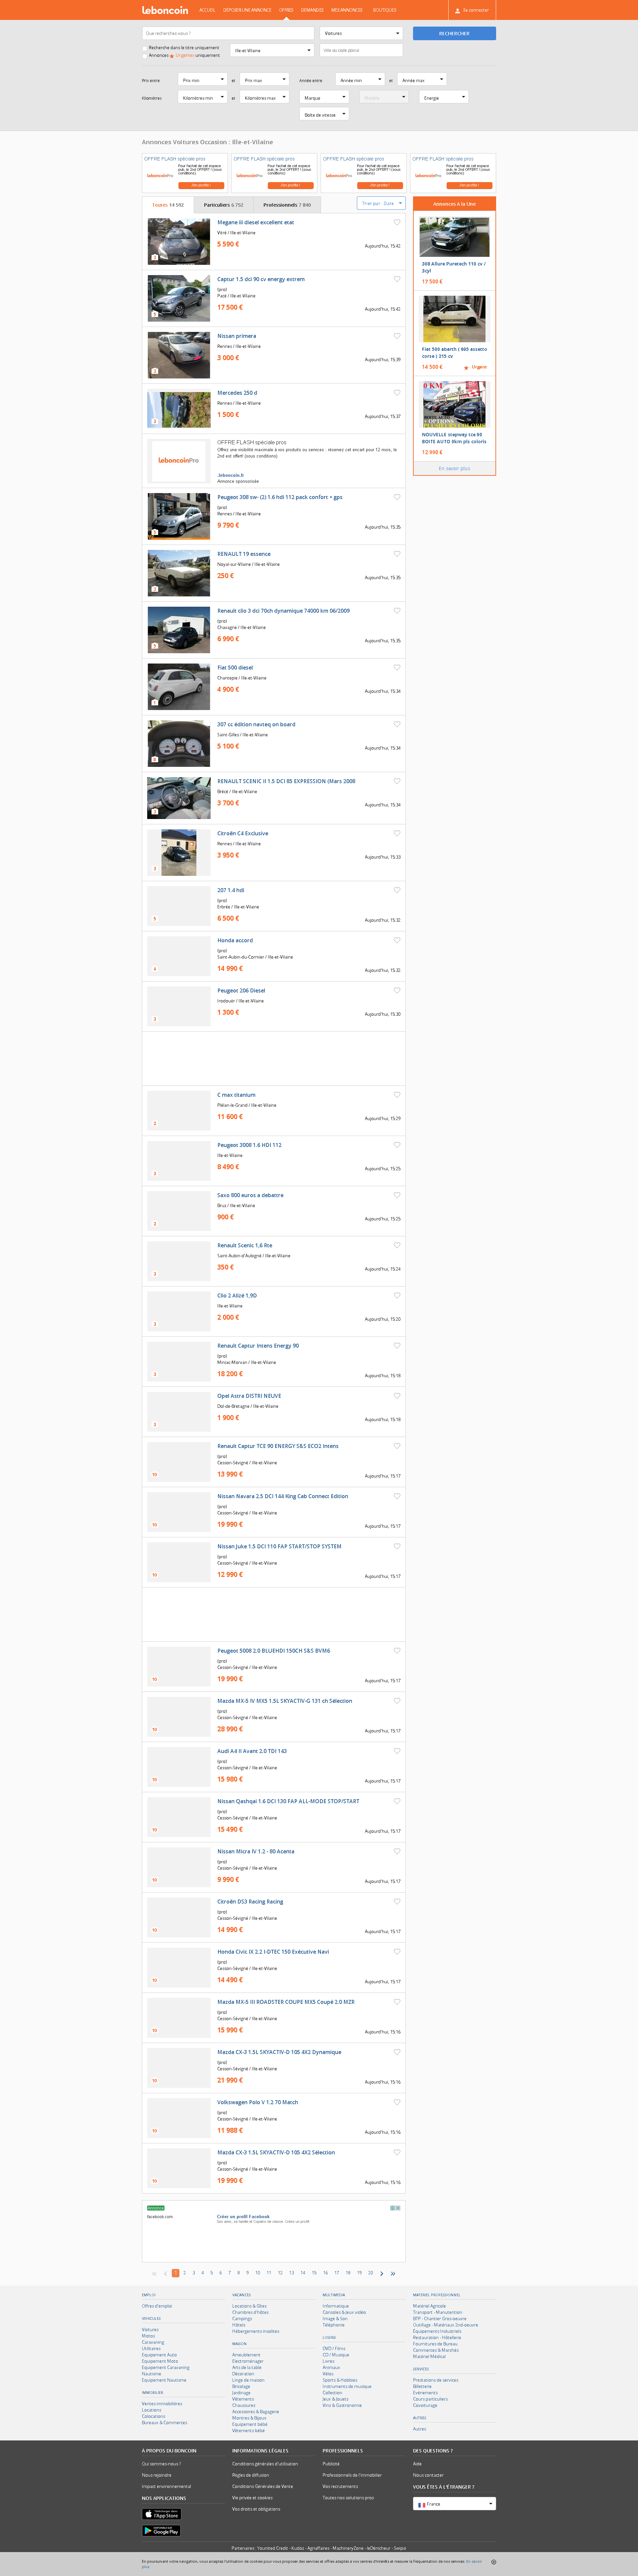 leboncoin
ACCUEIL DEPOSER UNE ANNONCE OFFRES DEMANDES MES ANNONCES BOUTIQUES Se connecter
Que recherchez-vous ? Voitures RECHERCHER
Recherche dans le titre uniquement Ille-et-Vilaine
Annonces Urgentes uniquement
Prix entre Prix min et Prix max Année entre Année min et Année max
Kilomètres Kilomètres min et Kilomètres max Marque Energie
Boîte de vitesse
Annonces Voitures Occasion : Ille-et-Vilaine
OFFRE FLASH spéciale pros
OFFRE FLASH spéciale pros
OFFRE FLASH spéciale pros
OFFRE FLASH spéciale pros
Toutes 14 592 Particuliers 6 752 Professionnels 7 840 Trier par : Date
Annonces A la Une
Megane III diesel excellent etat
Vitré / Ille-et-Vilaine
5 590 €
Aujourd'hui, 15:42
Captur 1.5 dci 90 cv energy extrem
(pro)
Pacé / Ille-et-Vilaine
17 500 €
Aujourd'hui, 15:42
Nissan primera
Rennes / Ille-et-Vilaine
3 000 €
Aujourd'hui, 15:39
Mercedes 250 d
Rennes / Ille-et-Vilaine
1 500 €
Aujourd'hui, 15:37
leboncoinPro
OFFRE FLASH spéciale pros
Offrez une visibilité maximale à vos produits ou services : réservez cet encart pour 12 mois, le
2nd est offert! (sous conditions)
.leboncoin.fr
Annonce sponsorisée
Peugeot 308 sw- (2) 1.6 hdi 112 pack confort + gps
(pro)
Rennes / Ille-et-Vilaine
9 790 €
Aujourd'hui, 15:35
RENAULT 19 essence
Noyal-sur-Vilaine / Ille-et-Vilaine
250 €
Aujourd'hui, 15:35
Renault clio 3 dci 70ch dynamique 74000 km 06/2009
(pro)
Chavagne / Ille-et-Vilaine
6 990 €
Aujourd'hui, 15:35
Fiat 500 diesel
Chantepie / Ille-et-Vilaine
4 900 €
Aujourd'hui, 15:34
307 cc édition navteq on board
Saint-Gilles / Ille-et-Vilaine
5 100 €
Aujourd'hui, 15:34
RENAULT SCENIC II 1.5 DCI 85 EXPRESSION (Mars 2008
Brécé / Ille-et-Vilaine
3 700 €
Aujourd'hui, 15:34
Citroën C4 Exclusive
Rennes / Ille-et-Vilaine
3 950 €
Aujourd'hui, 15:33
207 1.4 hdi
(pro)
Erbrée / Ille-et-Vilaine
6 500 €
Aujourd'hui, 15:32
Honda accord
(pro)
Saint-Aubin-du-Cormier / Ille-et-Vilaine
14 990 €
Aujourd'hui, 15:32
Peugeot 206 Diesel
Irodouër / Ille-et-Vilaine
1 300 €
Aujourd'hui, 15:30
C max titanium
Plélan-le-Grand / Ille-et-Vilaine
11 600 €
Aujourd'hui, 15:29
Peugeot 3008 1.6 HDI 112
Ille-et-Vilaine
8 490 €
Aujourd'hui, 15:25
Saxo 900 euros a debattre
Bruz / Ille-et-Vilaine
900 €
Aujourd'hui, 15:25
Renault Scenic 1,6 Rte
Saint-Aubin-d'Aubigné / Ille-et-Vilaine
350 €
Aujourd'hui, 15:24
Clio 2 Alizé 1,9D
Ille-et-Vilaine
2 000 €
Aujourd'hui, 15:20
Renault Captur Intens Energy 90
(pro)
Miniac-Morvan / Ille-et-Vilaine
18 200 €
Aujourd'hui, 15:18
Opel Astra DISTRI NEUVE
Dol-de-Bretagne / Ille-et-Vilaine
1 900 €
Aujourd'hui, 15:18
Renault Captur TCE 90 ENERGY S&S ECO2 Intens
(pro)
Cesson-Sévigné / Ille-et-Vilaine
13 990 €
Aujourd'hui, 15:17
Nissan Navara 2.5 DCI 144 King Cab Connect Edition
(pro)
Cesson-Sévigné / Ille-et-Vilaine
19 990 €
Aujourd'hui, 15:17
Nissan Juke 1.5 DCI 110 FAP START/STOP SYSTEM
(pro)
Cesson-Sévigné / Ille-et-Vilaine
12 990 €
Aujourd'hui, 15:17
Peugeot 5008 2.0 BLUEHDI 150CH S&S BVM6
(pro)
Cesson-Sévigné / Ille-et-Vilaine
19 990 €
Aujourd'hui, 15:17
Mazda MX-5 IV MX5 1.5L SKYACTIV-G 131 ch Sélection
(pro)
Cesson-Sévigné / Ille-et-Vilaine
28 990 €
Aujourd'hui, 15:17
Audi A4 II Avant 2.0 TDI 143
(pro)
Cesson-Sévigné / Ille-et-Vilaine
15 980 €
Aujourd'hui, 15:17
Nissan Qashqai 1.6 DCI 130 FAP ALL-MODE STOP/START
(pro)
Cesson-Sévigné / Ille-et-Vilaine
15 490 €
Aujourd'hui, 15:17
Nissan Micra IV 1.2 - 80 Acenta
(pro)
Cesson-Sévigné / Ille-et-Vilaine
9 990 €
Aujourd'hui, 15:17
Citroën DS3 Racing Racing
(pro)
Cesson-Sévigné / Ille-et-Vilaine
14 990 €
Aujourd'hui, 15:17
Honda Civic IX 2.2 I-DTEC 150 Exécutive Navi
(pro)
Cesson-Sévigné / Ille-et-Vilaine
14 490 €
Aujourd'hui, 15:17
Mazda MX-5 III ROADSTER COUPE MX5 Coupé 2.0 MZR
(pro)
Cesson-Sévigné / Ille-et-Vilaine
15 990 €
Aujourd'hui, 15:16
Mazda CX-3 1.5L SKYACTIV-D 105 4X2 Dynamique
(pro)
Cesson-Sévigné / Ille-et-Vilaine
21 990 €
Aujourd'hui, 15:16
Volkswagen Polo V 1.2 70 Match
(pro)
Cesson-Sévigné / Ille-et-Vilaine
11 988 €
Aujourd'hui, 15:16
Mazda CX-3 1.5L SKYACTIV-D 105 4X2 Sélection
(pro)
Cesson-Sévigné / Ille-et-Vilaine
19 990 €
Aujourd'hui, 15:16
308 Allure Puretech 110 cv /
3cyl
17 500 €
Fiat 500 abarth ( 695 assetto
corse ) 215 cv
14 500 € Urgent
NOUVELLE stepway tce 90
BOITE AUTO 0km pls coloris
12 990 €
En savoir plus
Annonce
facebook.com
Créer un profil Facebook
1 2 3 4 5 6 7 8 9 10 11 12 13 14 15 16 17 18 19 20
EMPLOI
Offres d'emploi
VEHICULES
Voitures
Motos
Caravaning
Utilitaires
Equipement Auto
Equipement Moto
Equipement Caravaning
Nautisme
Equipement Nautisme
IMMOBILIER
Ventes immobilières
Locations
Colocations
Bureaux & Commerces
VACANCES
Locations & Gîtes
Chambres d'hôtes
Campings
Hôtels
Hébergements insolites
MAISON
Ameublement
Electroménager
Arts de la table
Décoration
Linge de maison
Bricolage
Jardinage
Vêtements
Chaussures
Accessoires & Bagagerie
Montres & Bijoux
Equipement bébé
Vêtements bébé
MULTIMEDIA
Informatique
Consoles & Jeux vidéo
Image & Son
Téléphonie
LOISIRS
DVD / Films
CD / Musique
Livres
Animaux
Vélos
Sports & Hobbies
Instruments de musique
Collection
Jeux & Jouets
Vins & Gastronomie
MATERIEL PROFESSIONNEL
Matériel Agricole
Transport - Manutention
BTP - Chantier Gros-oeuvre
Outillage - Matériaux 2nd-oeuvre
Équipements Industriels
Restauration - Hôtellerie
Fournitures de Bureau
Commerces & Marchés
Matériel Médical
SERVICES
Prestations de services
Billetterie
Evénements
Cours particuliers
Covoiturage
AUTRES
Autres
À PROPOS DU BONCOIN
Qui sommes-nous ?
Nous rejoindre
Impact environnemental
NOS APPLICATIONS
App Store
Google Play
INFORMATIONS LÉGALES
Conditions générales d'utilisation
Règles de diffusion
Conditions Générales de Vente
Vie privée et cookies
Vos droits et obligations
PROFESSIONNELS
Publicité
Professionnels de l'immobilier
Vos recrutements
Toutes nos solutions pros
DES QUESTIONS ?
Aide
Nous contacter
VOUS ÊTES À L'ÉTRANGER ?
France
Partenaires : Younited Credit - Kudoz - Agriaffaires - MachineryZone
En poursuivant votre navigation, vous acceptez l'utilisation de cookies pour vous proposer des services et offres adaptés à vos centres d'intérêts et mesurer la fréquentation de nos services. En savoir
plus